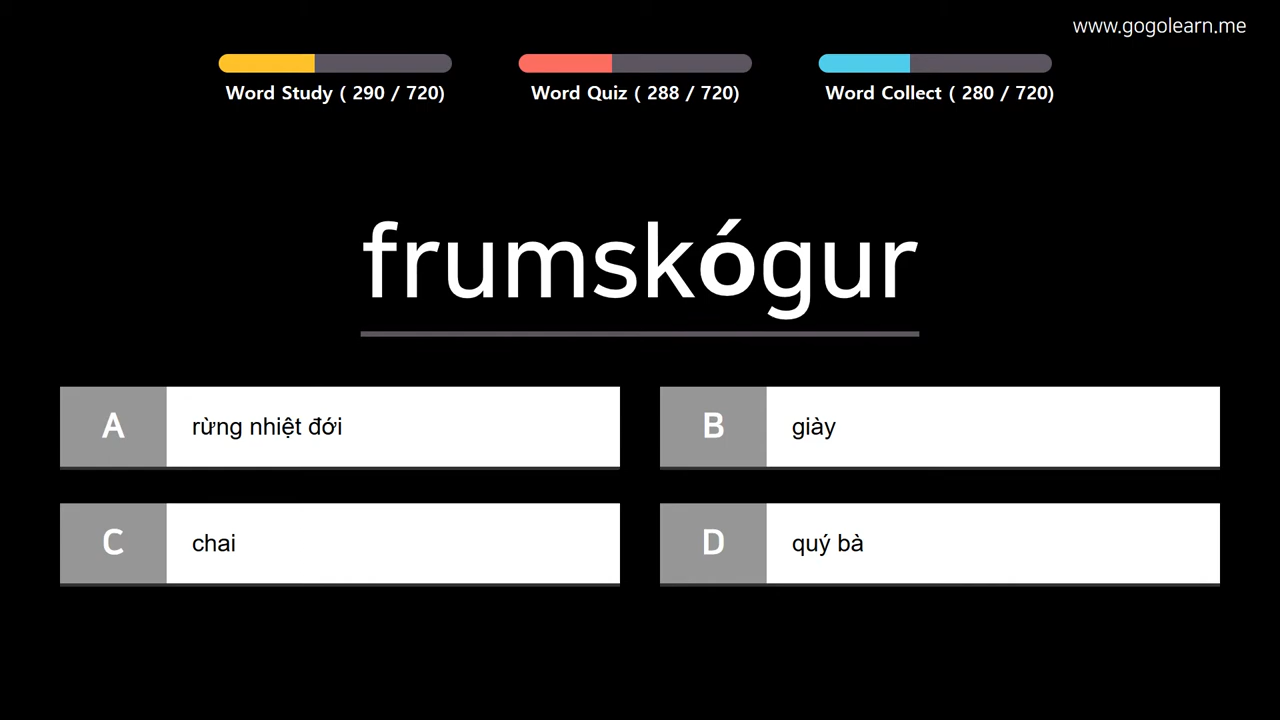 www.gogolearn.me
Word Study ( 290 / 720)
Word Quiz ( 288 / 720)
Word Collect ( 280 / 720)
frumskógur
A rừng nhiệt đới
B giày
C chai
D quý bà